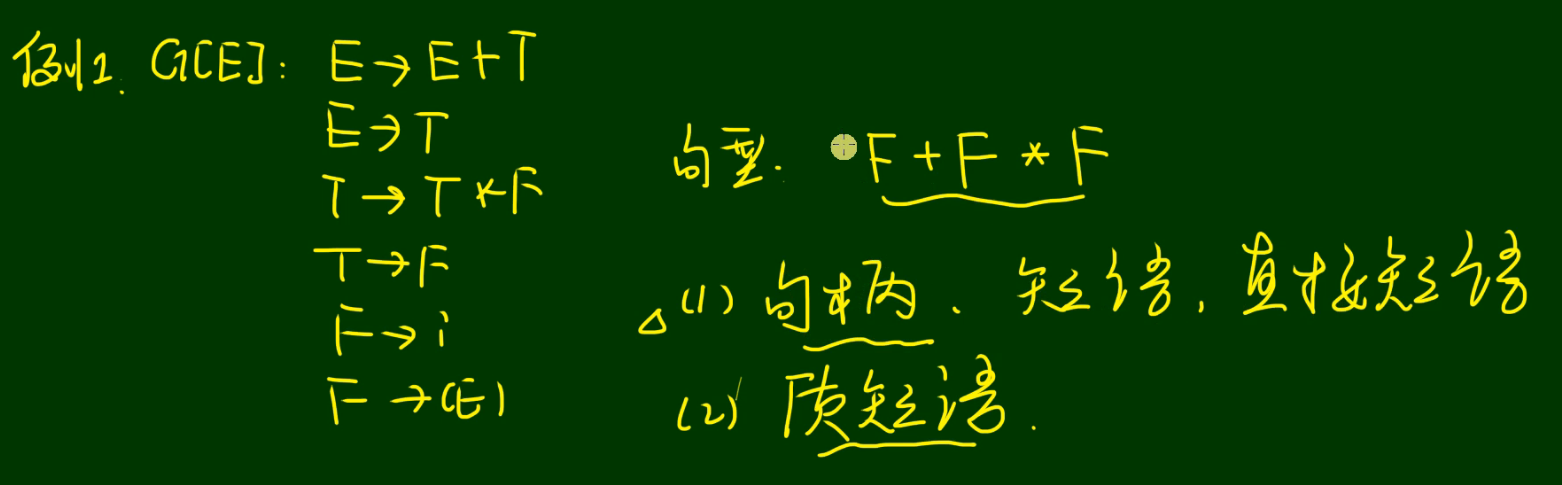 例1. G[E]: E→E+T
E→T
句型. F+F*F
T→T*F
T→F
(1) 句柄. 短语, 直接短语
F→i
F→(E)
(2) 质短语.